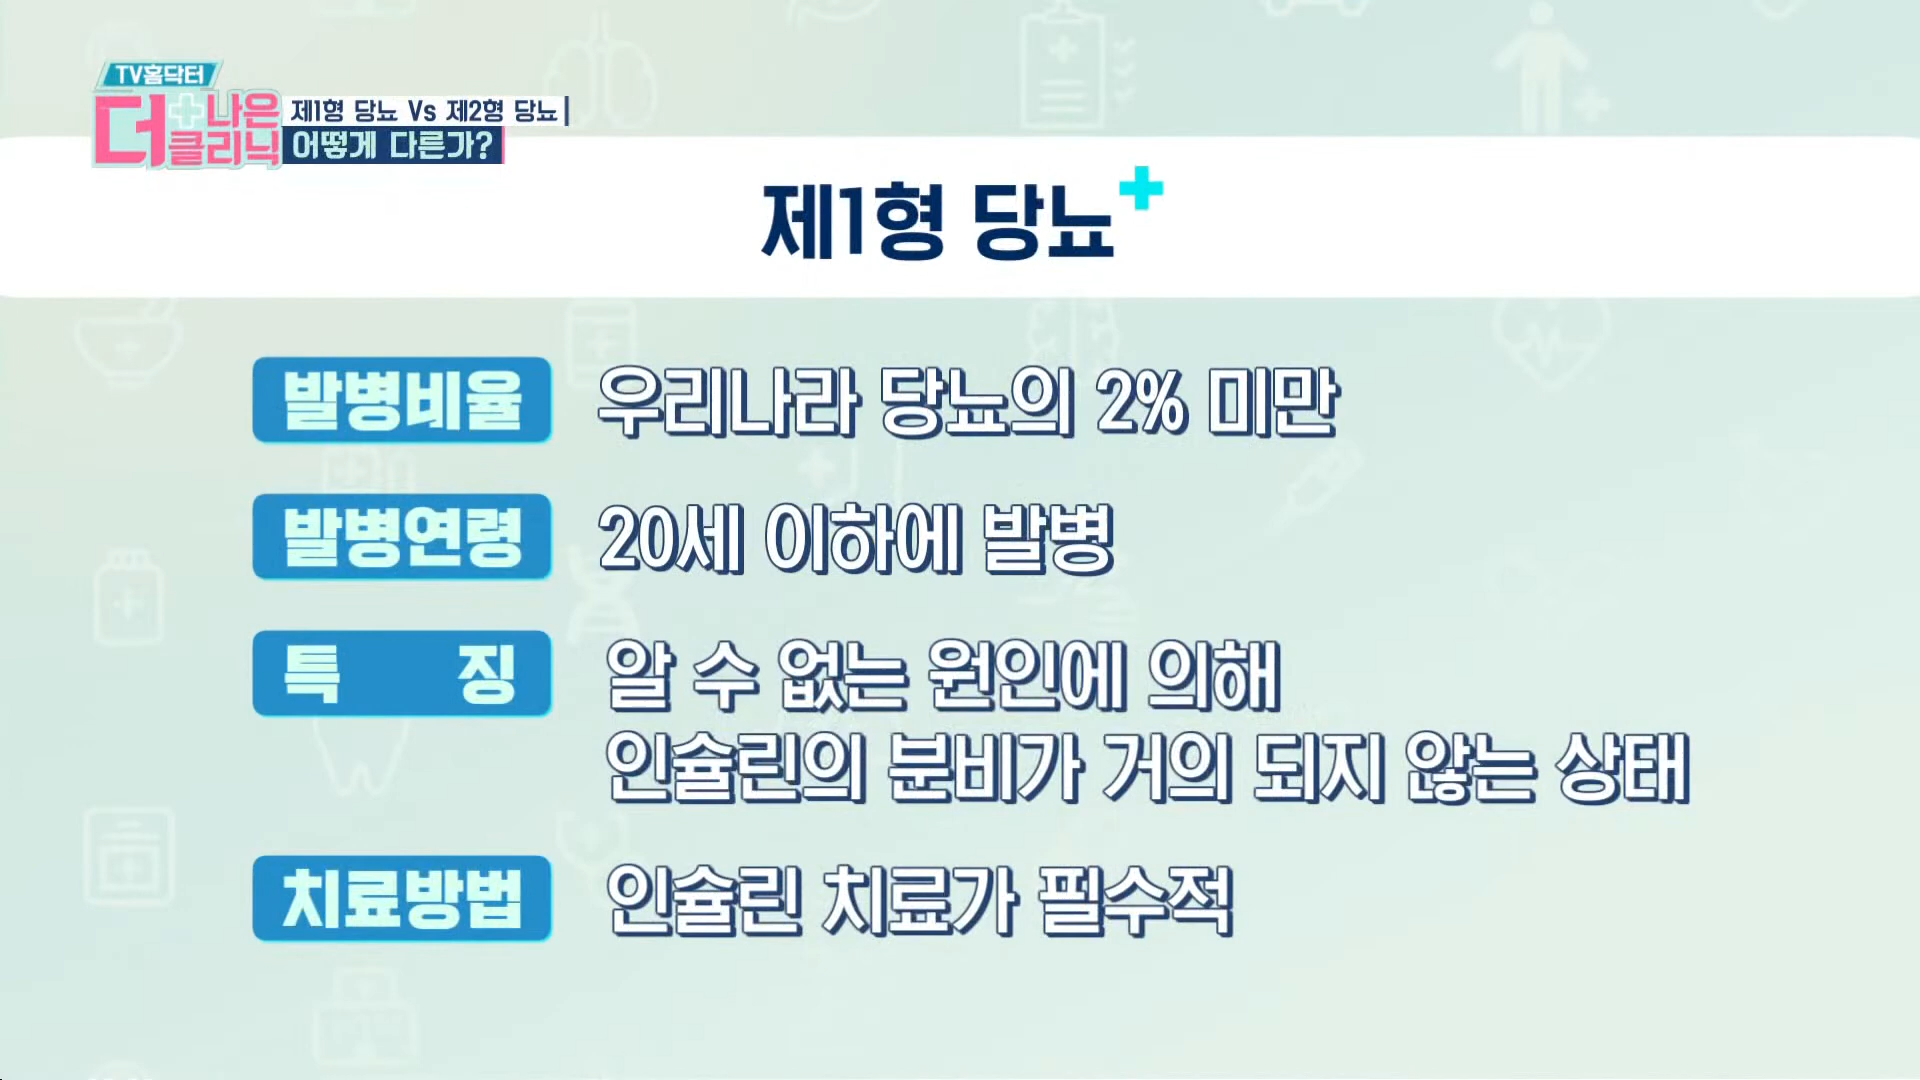 TV홈닥터
더 나은
클리닉
제1형 당뇨 Vs 제2형 당뇨
어떻게 다른가?
제1형 당뇨
발병비율 우리나라 당뇨의 2% 미만
발병연령 20세 이하에 발병
특 징 알 수 없는 원인에 의해
인슐린의 분비가 거의 되지 않는 상태
치료방법 인슐린 치료가 필수적